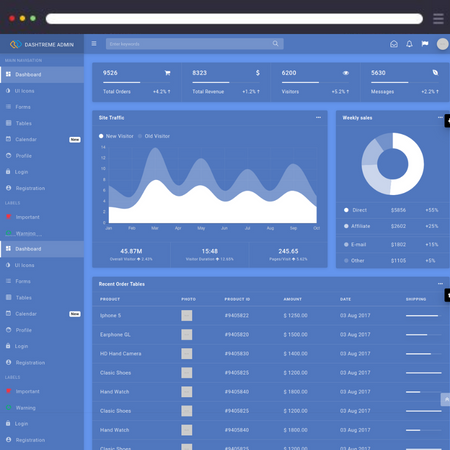 DASHTREME ADMIN
Enter keywords
MAIN NAVIGATION
Dashboard
UI Icons
Forms
Tables
Calendar New
Profile
Login
Registration
LABELS
Important
Warning
Dashboard
UI Icons
Forms
Tables
Calendar New
Profile
Login
Registration
LABELS
Important
Warning
Login
Registration
9526
Total Orders +4.2% ↑
8323 $
Total Revenue +1.2% ↑
6200
Visitors +5.2% ↑
5630
Messages +2.2% ↑
Site Traffic
New Visitor Old Visitor
14
12
10
8
6
4
2
0
Jan Feb Mar Apr May Jun Jul Aug Sep Oct
45.87M 15:48 245.65
Overall Visitor 2.43% Visitor Duration 12.65% Pages/Visit 5.62%
Weekly sales
Direct $5856 +55%
Affiliate $2602 +25%
E-mail $1802 +15%
Other $1105 +5%
Recent Order Tables
PRODUCT PHOTO PRODUCT ID AMOUNT DATE SHIPPING
Iphone 5 #9405822 $ 1250.00 03 Aug 2017
Earphone GL #9405820 $ 1500.00 03 Aug 2017
HD Hand Camera #9405830 $ 1400.00 03 Aug 2017
Clasic Shoes #9405825 $ 1200.00 03 Aug 2017
Hand Watch #9405840 $ 1800.00 03 Aug 2017
Clasic Shoes #9405825 $ 1200.00 03 Aug 2017
Hand Watch #9405840 $ 1800.00 03 Aug 2017
Clasic Shoes #9405825 $ 1200.00 03 Aug 2017